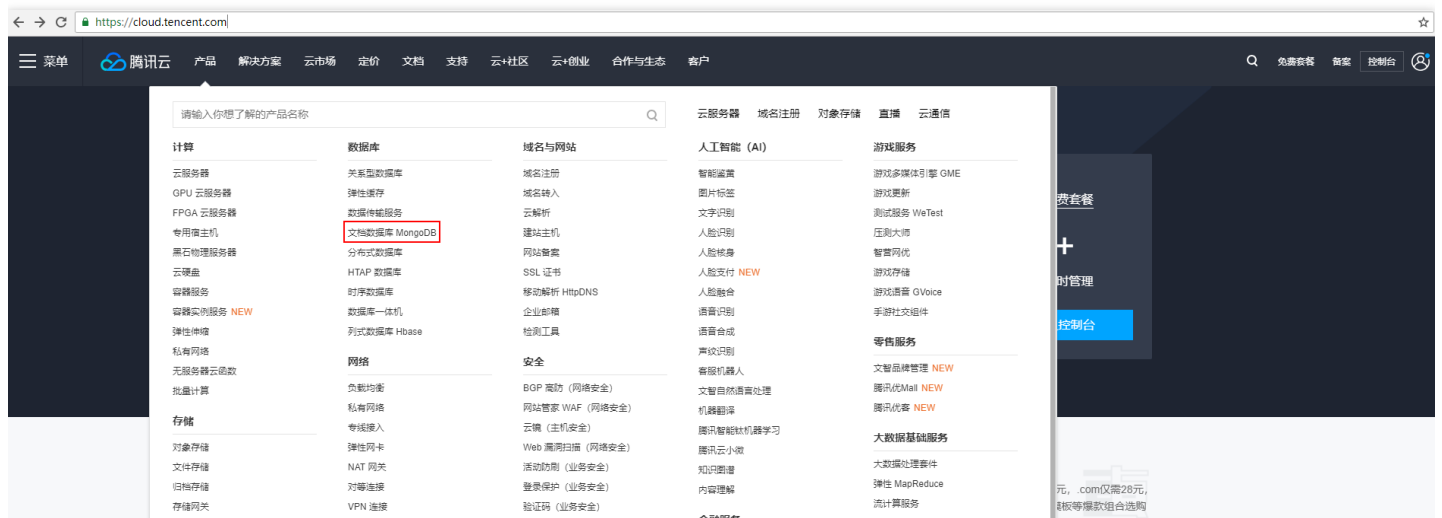 https://cloud.tencent.com
菜单 腾讯云 产品 解决方案 云市场 定价 文档 支持 云+社区 云+创业 合作与生态 客户 免费套餐 备案 控制台
请输入你想了解的产品名称
云服务器 域名注册 对象存储 直播 云通信
计算
云服务器
GPU 云服务器
FPGA 云服务器
专用宿主机
黑石物理服务器
云硬盘
容器服务
容器实例服务 NEW
弹性伸缩
私有网络
无服务器云函数
批量计算
存储
对象存储
文件存储
归档存储
存储网关
数据库
关系型数据库
弹性缓存
数据传输服务
文档数据库 MongoDB
分布式数据库
HTAP 数据库
时序数据库
数据库一体机
列式数据库 Hbase
网络
负载均衡
私有网络
专线接入
弹性网卡
NAT 网关
对等连接
VPN 连接
域名与网站
域名注册
域名转入
云解析
建站主机
网站备案
SSL 证书
移动解析 HttpDNS
企业邮箱
检测工具
安全
BGP 高防（网络安全）
网站管家 WAF（网络安全）
云镜（主机安全）
Web 漏洞扫描（网络安全）
活动防刷（业务安全）
登录保护（业务安全）
验证码（业务安全）
人工智能（AI）
智能鉴黄
图片标签
文字识别
人脸识别
人脸核身
人脸支付 NEW
人脸融合
语音识别
语音合成
声纹识别
客服机器人
文智自然语言处理
机器翻译
腾讯智能钛机器学习
腾讯云小微
知识图谱
内容理解
游戏服务
游戏多媒体引擎 GME
游戏更新
测试服务 WeTest
压测大师
智营网优
游戏存储
游戏语音 GVoice
手游社交组件
零售服务
文智品牌管理 NEW
腾讯优Mall NEW
腾讯优客 NEW
大数据基础服务
大数据处理套件
弹性 MapReduce
流计算服务
费套餐
+
时管理
控制台
元，.com仅需28元，
板等爆款组合选购